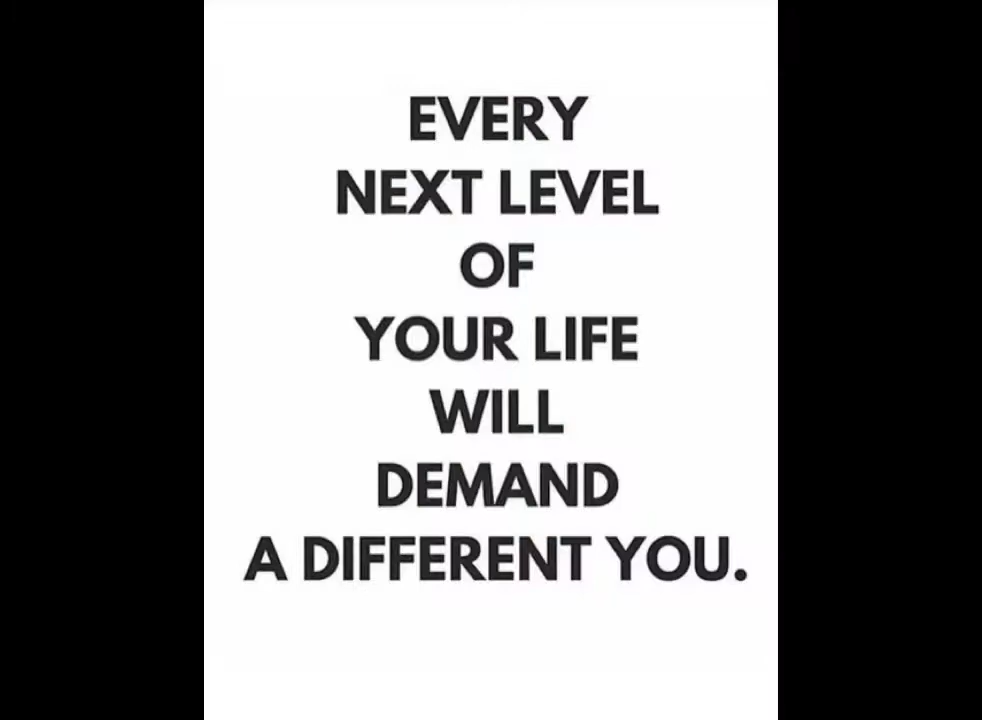 EVERY
NEXT LEVEL
OF
YOUR LIFE
WILL
DEMAND
A DIFFERENT YOU.